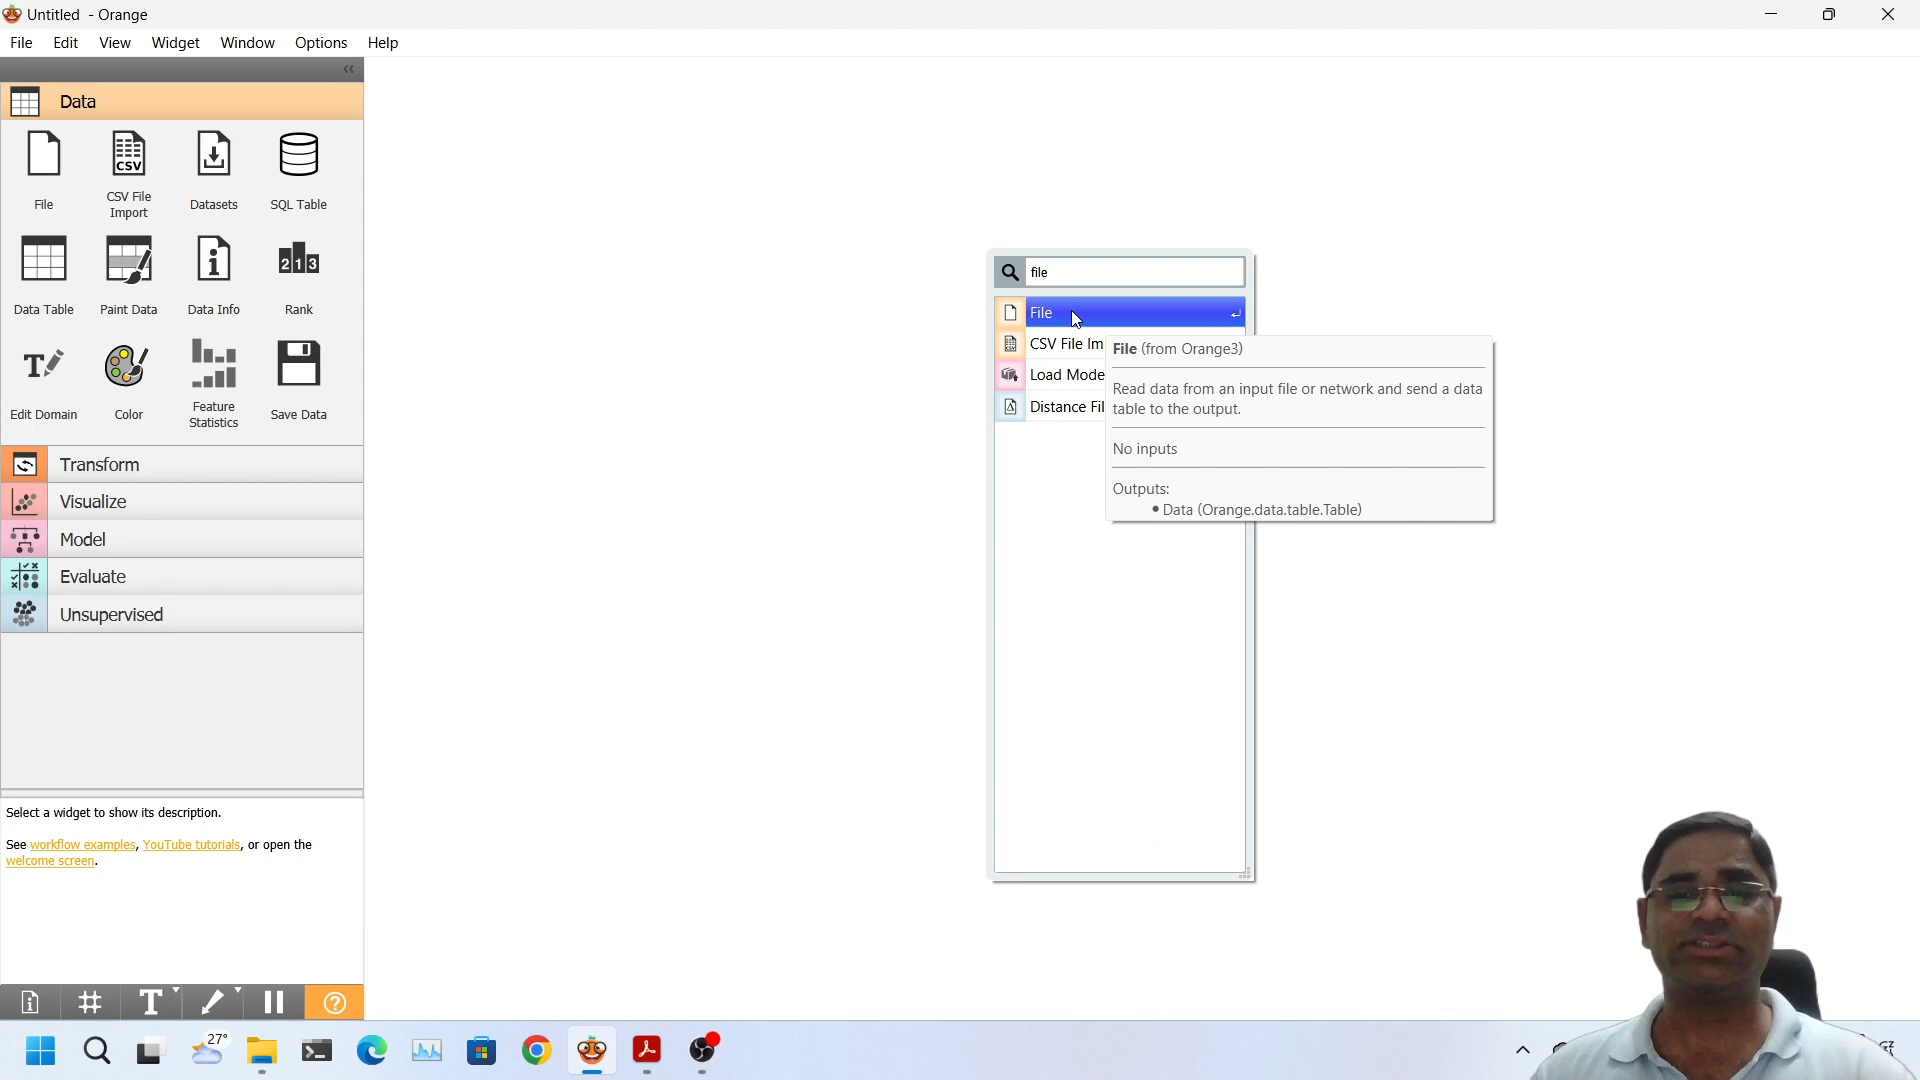 Untitled - Orange
File Edit View Widget Window Options Help
Data
File
CSV
CSV File
Import
Datasets
SQL Table
Data Table
Paint Data
Data Info
213
Rank
Edit Domain
Color
Feature
Statistics
Save Data
Transform
Visualize
Model
Evaluate
Unsupervised
Select a widget to show its description.
See workflow examples, YouTube tutorials, or open the
welcome screen.
file
File
CSV File Im
Load Mode
Distance Fil
File (from Orange3)
Read data from an input file or network and send a data
table to the output.
No inputs
Outputs:
• Data (Orange.data.table.Table)
27°